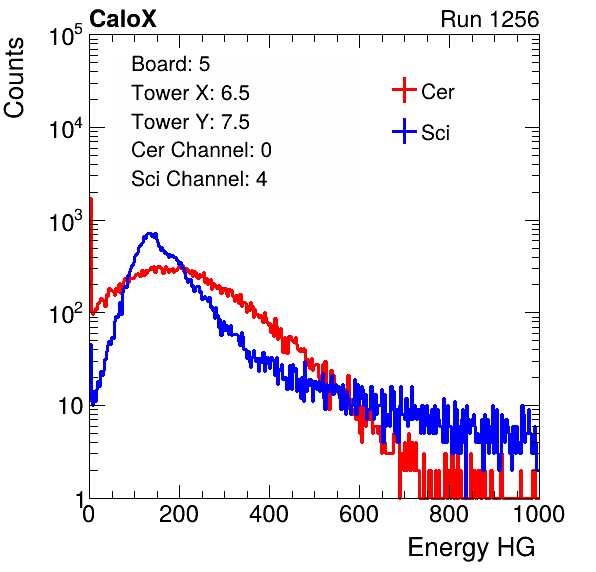 CaloX Run 1256
Counts
Board: 5
Tower X: 6.5
Tower Y: 7.5
Cer Channel: 0
Sci Channel: 4
Cer
Sci
10^5
10^4
10^3
10^2
10
1
0 200 400 600 800 1000
Energy HG